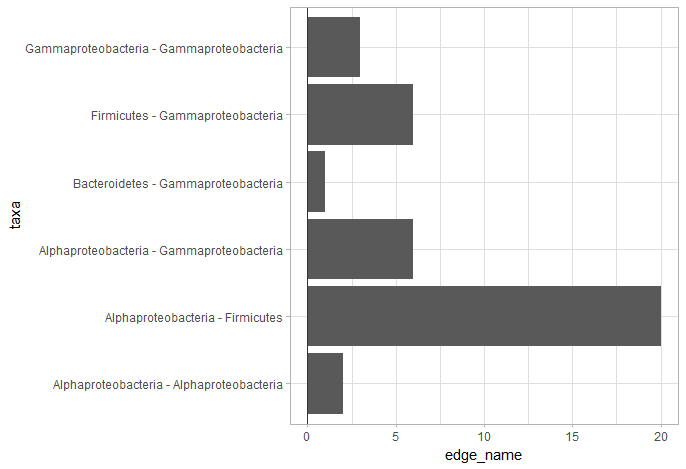 Gammaproteobacteria - Gammaproteobacteria
Firmicutes - Gammaproteobacteria
Bacteroidetes - Gammaproteobacteria
Alphaproteobacteria - Gammaproteobacteria
Alphaproteobacteria - Firmicutes
Alphaproteobacteria - Alphaproteobacteria
taxa
0 5 10 15 20
edge_name